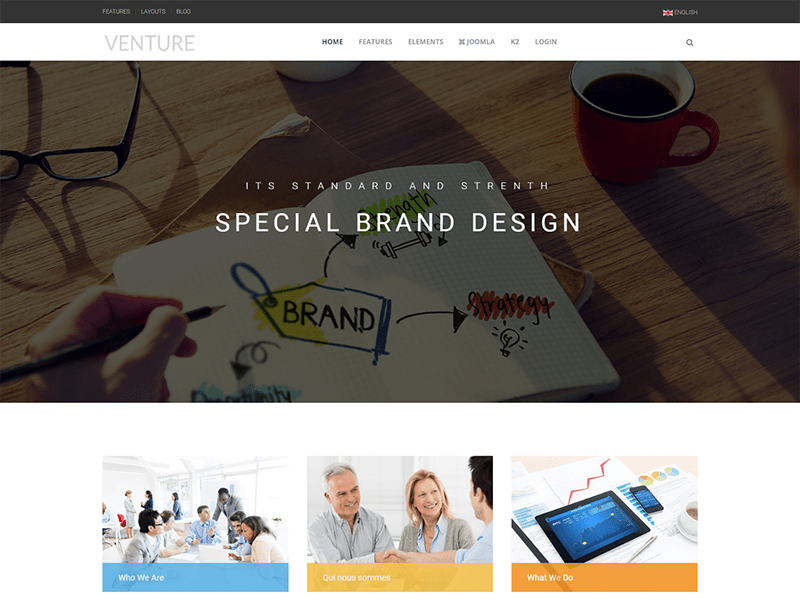 FEATURES LAYOUTS BLOG
ENGLISH
VENTURE
HOME FEATURES ELEMENTS JOOMLA K2 LOGIN
ITS STANDARD AND STRENTH
strength
SPECIAL BRAND DESIGN
BRAND
Strategy
Opportunity
Who We Are
Qui nous sommes
What We Do